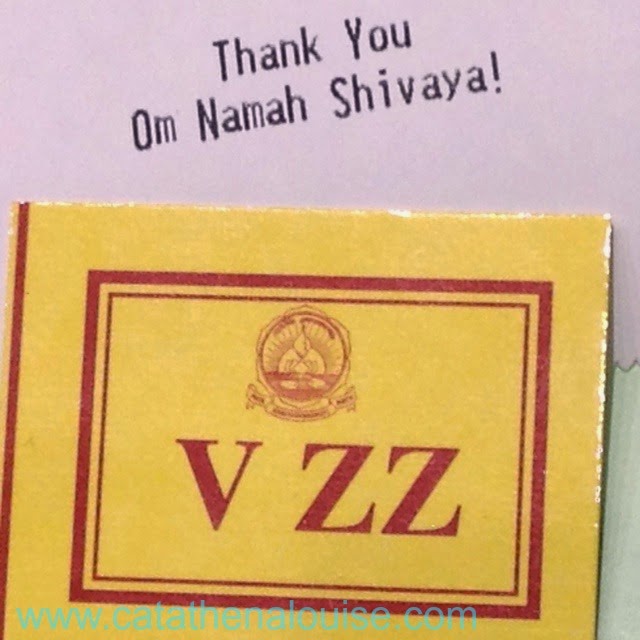 Thank You
Om Namah Shivaya!
V ZZ
www.catathenalouise.com